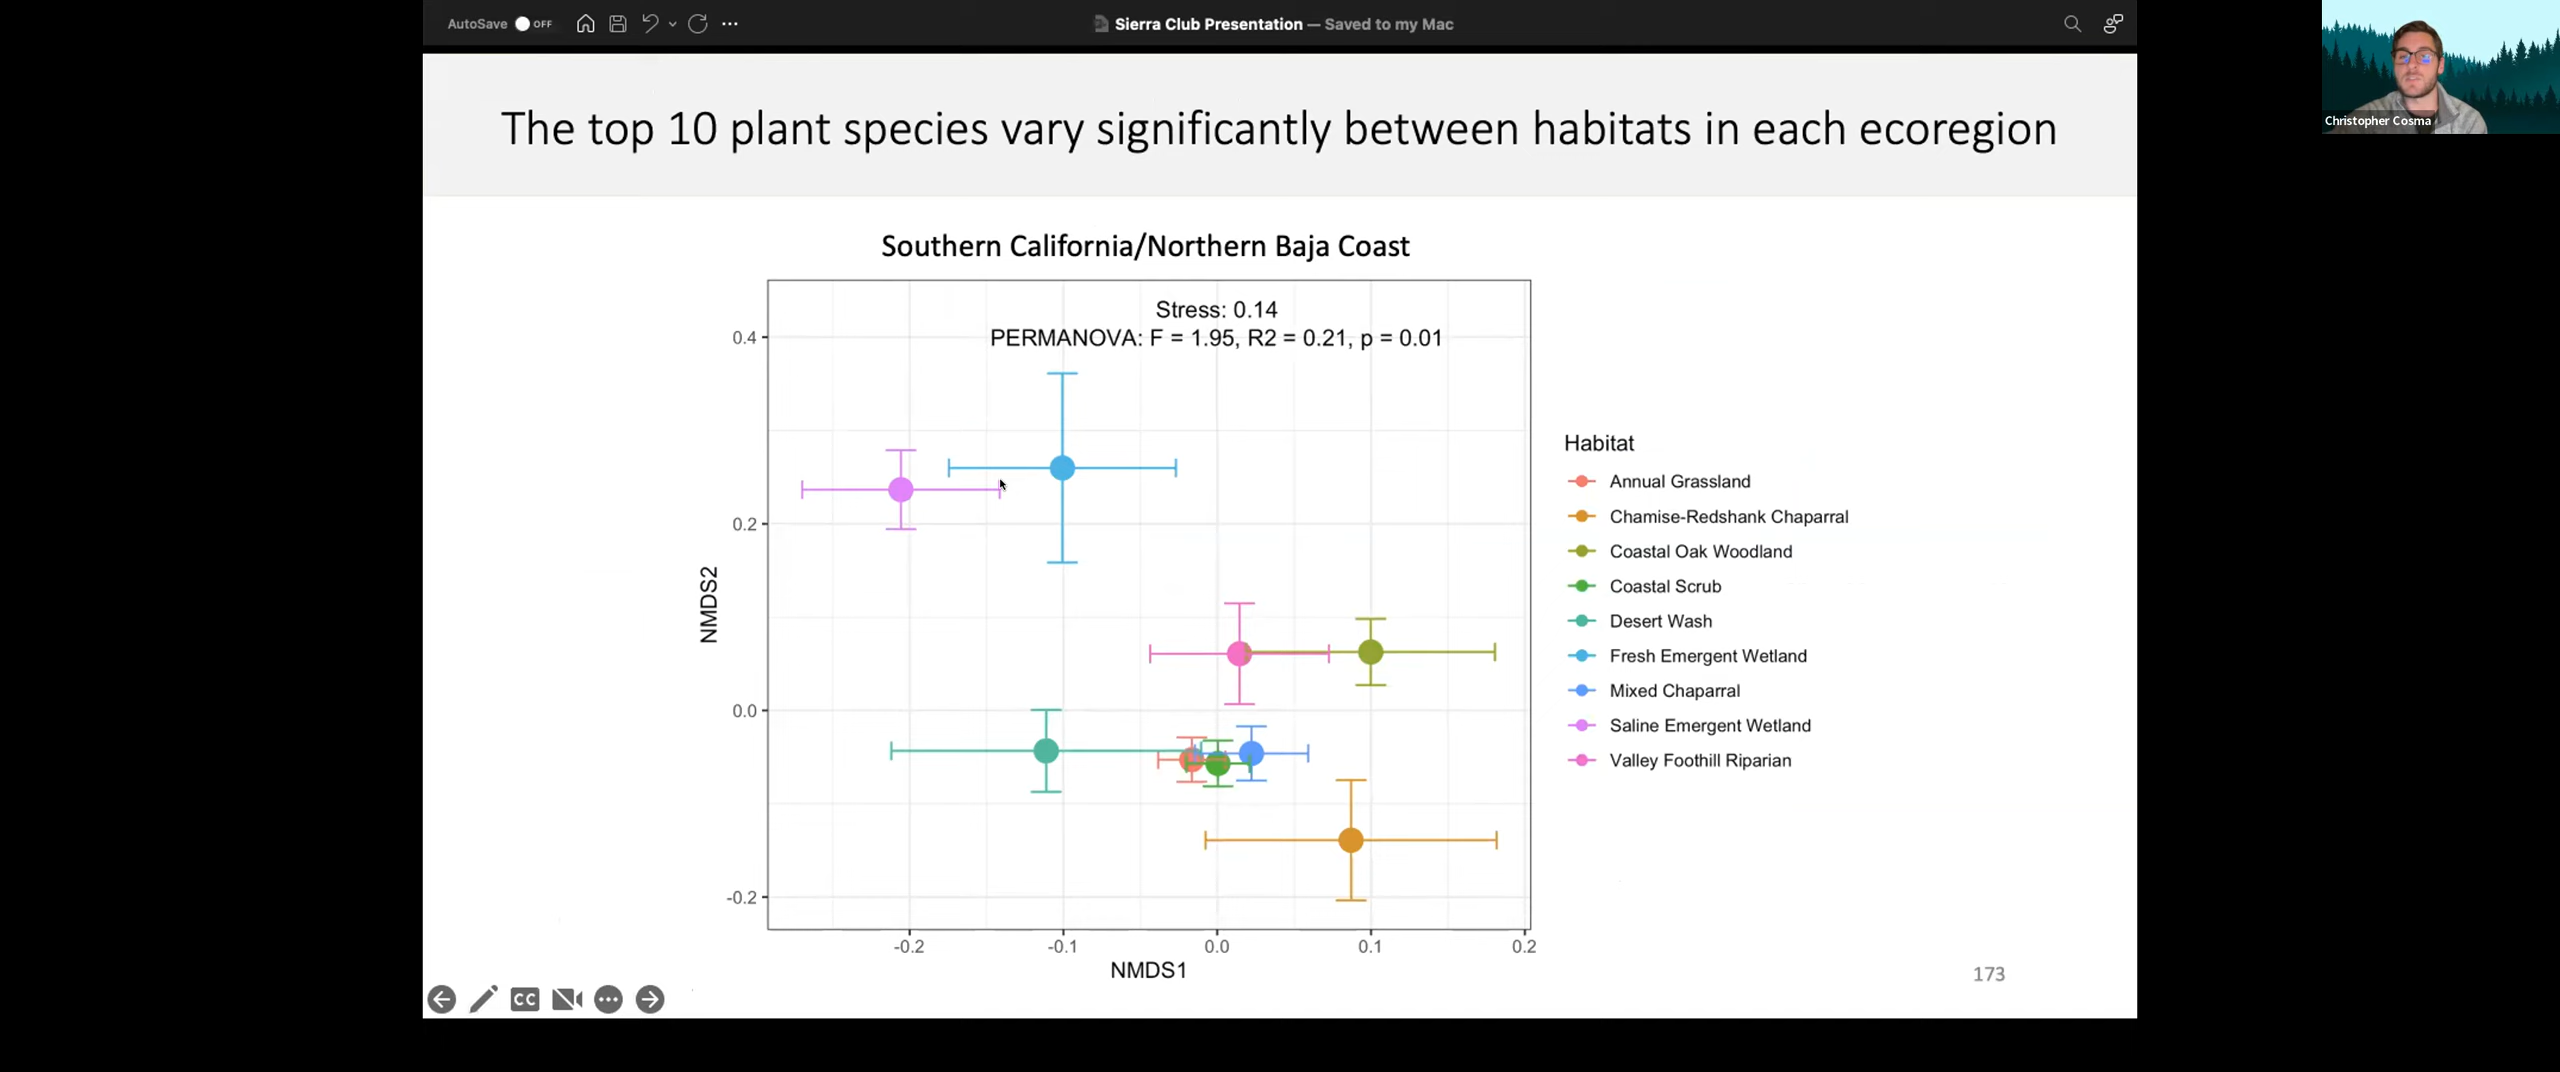 AutoSave OFF
Sierra Club Presentation — Saved to my Mac
Christopher Cosma
The top 10 plant species vary significantly between habitats in each ecoregion
Southern California/Northern Baja Coast
Stress: 0.14
PERMANOVA: F = 1.95, R2 = 0.21, p = 0.01
0.4
0.2
0.0
-0.2
NMDS2
-0.2
-0.1
0.0
0.1
0.2
NMDS1
Habitat
Annual Grassland
Chamise-Redshank Chaparral
Coastal Oak Woodland
Coastal Scrub
Desert Wash
Fresh Emergent Wetland
Mixed Chaparral
Saline Emergent Wetland
Valley Foothill Riparian
173
CC